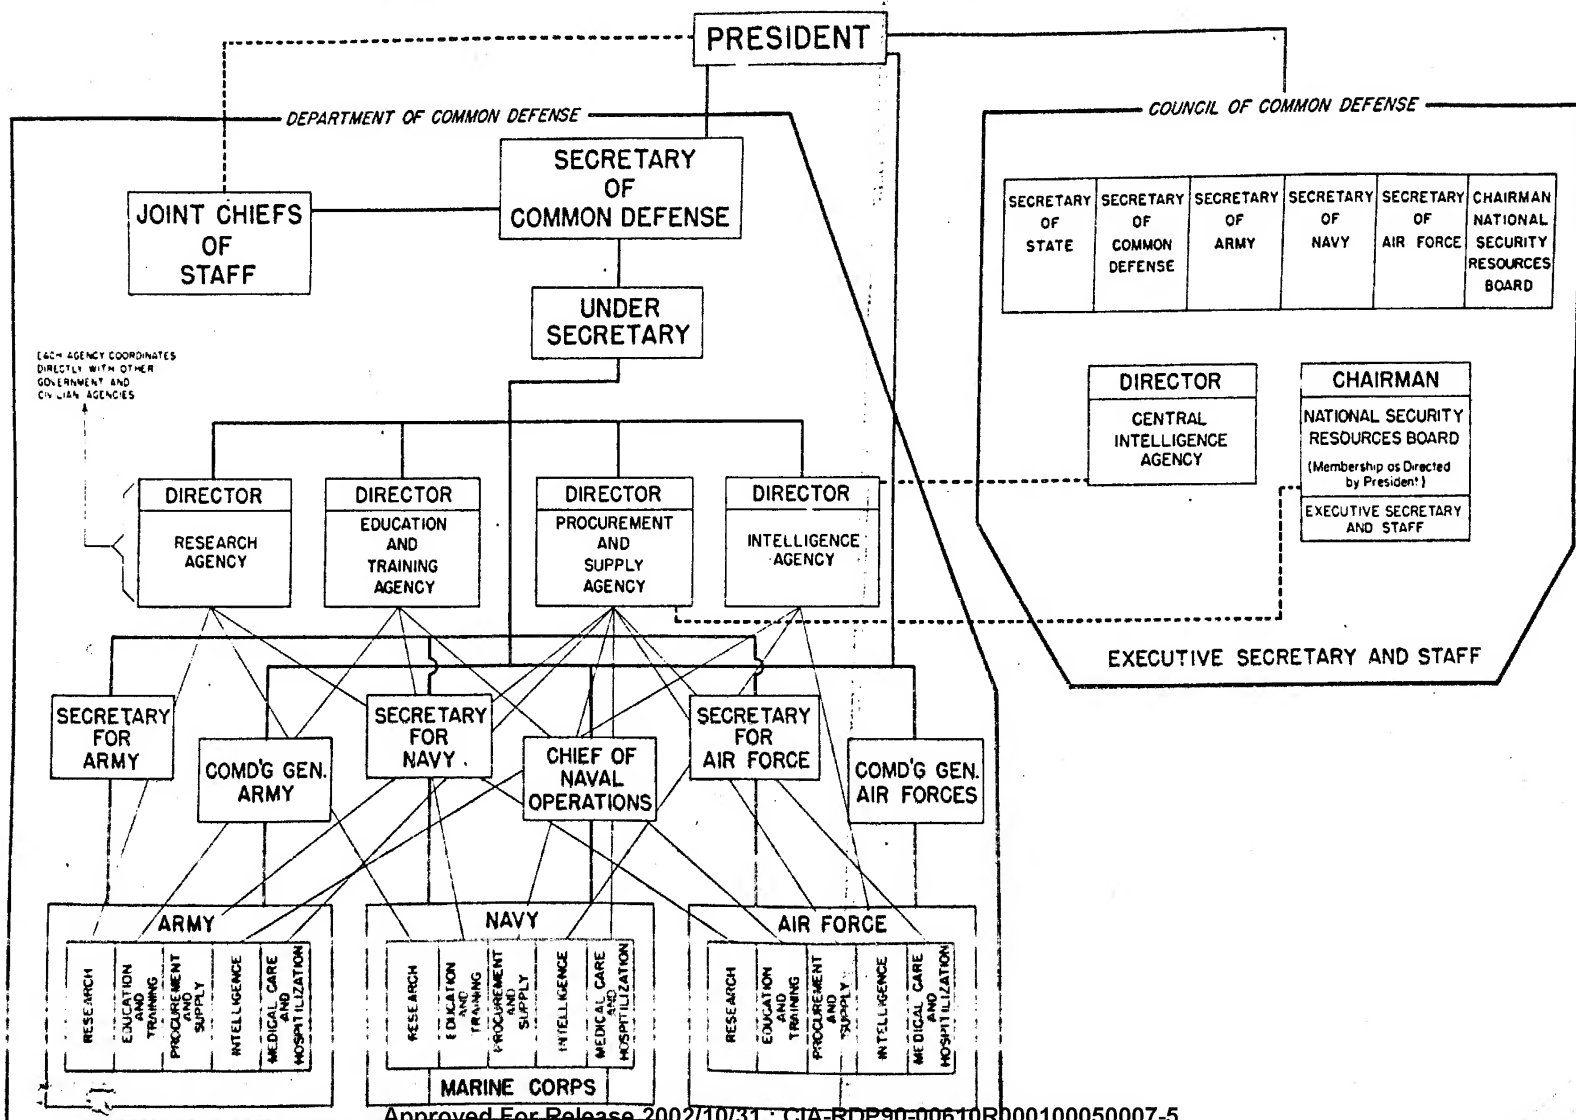 PRESIDENT
DEPARTMENT OF COMMON DEFENSE
COUNCIL OF COMMON DEFENSE
SECRETARY
OF
COMMON DEFENSE
JOINT CHIEFS
OF
STAFF
UNDER
SECRETARY
SECRETARY
OF
STATE
SECRETARY
OF
COMMON
DEFENSE
SECRETARY
OF
ARMY
SECRETARY
OF
NAVY
SECRETARY
OF
AIR FORCE
CHAIRMAN
NATIONAL
SECURITY
RESOURCES
BOARD
EACH AGENCY COORDINATES
DIRECTLY WITH OTHER
GOVERNMENT AND
CIVILIAN AGENCIES
DIRECTOR
CENTRAL
INTELLIGENCE
AGENCY
CHAIRMAN
NATIONAL SECURITY
RESOURCES BOARD
(Membership as Directed
by President)
EXECUTIVE SECRETARY
AND STAFF
DIRECTOR
RESEARCH
AGENCY
DIRECTOR
EDUCATION
AND
TRAINING
AGENCY
DIRECTOR
PROCUREMENT
AND
SUPPLY
AGENCY
DIRECTOR
INTELLIGENCE
AGENCY
EXECUTIVE SECRETARY AND STAFF
SECRETARY
FOR
ARMY
COMD'G GEN.
ARMY
SECRETARY
FOR
NAVY
CHIEF OF
NAVAL
OPERATIONS
SECRETARY
FOR
AIR FORCE
COMD'G GEN.
AIR FORCES
ARMY
RESEARCH
EDUCATION
AND
TRAINING
PROCUREMENT
AND
SUPPLY
INTELLIGENCE
MEDICAL CARE
AND
HOSPITILIZATION
NAVY
RESEARCH
EDUCATION
AND
TRAINING
PROCUREMENT
AND
SUPPLY
INTELLIGENCE
MEDICAL CARE
AND
HOSPITILIZATION
MARINE CORPS
AIR FORCE
RESEARCH
EDUCATION
AND
TRAINING
PROCUREMENT
AND
SUPPLY
INTELLIGENCE
MEDICAL CARE
AND
HOSPITILIZATION
Approved For Release 2002/10/31 : CIA-RDP90-00610R000100050007-5